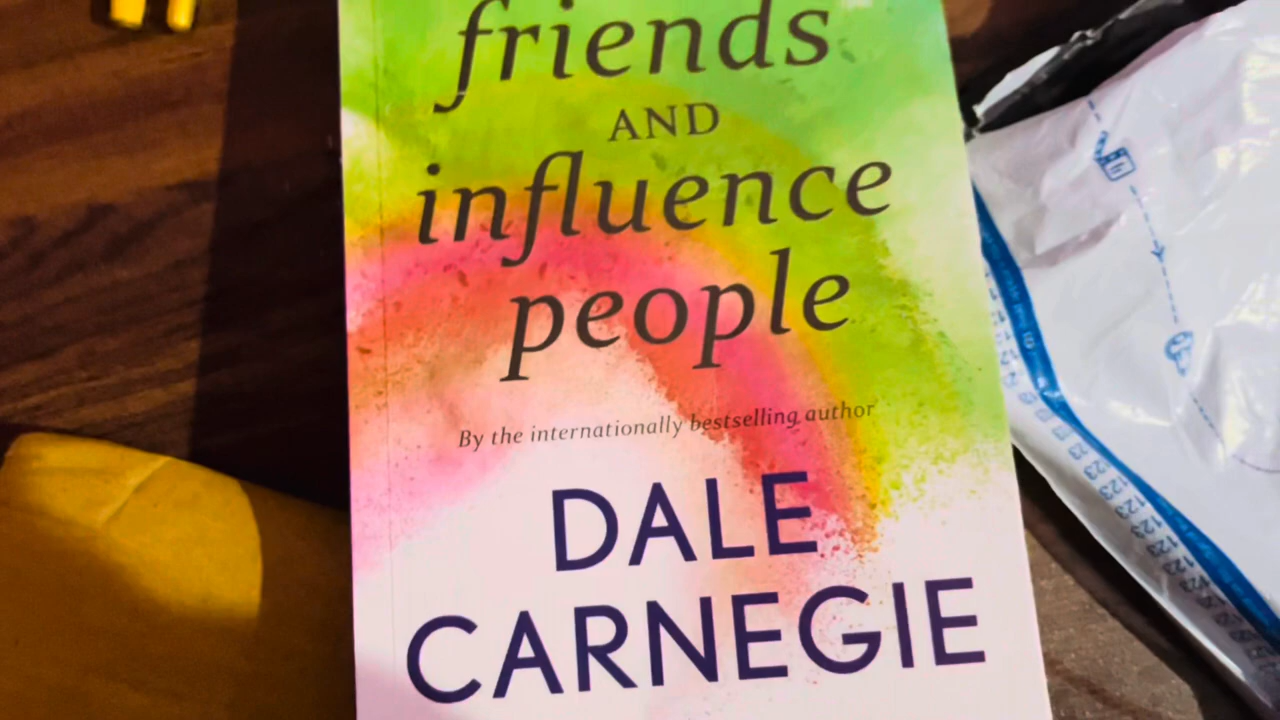 friends
AND
influence
people
By the internationally bestselling author
DALE
CARNEGIE